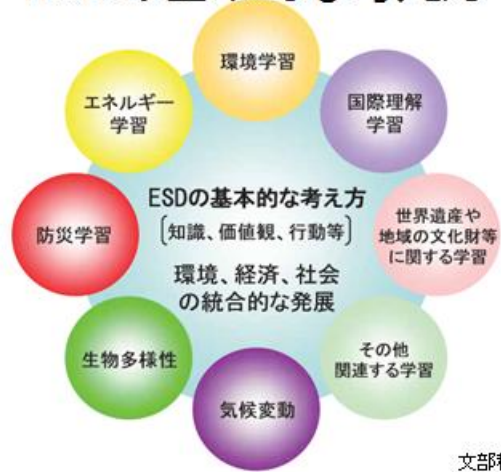 環境学習
国際理解
学習
世界遺産や
地域の文化財等
に関する学習
その他
関連する学習
気候変動
生物多様性
防災学習
エネルギー
学習
ESDの基本的な考え方
[知識、価値観、行動等]
環境、経済、社会
の統合的な発展
文部